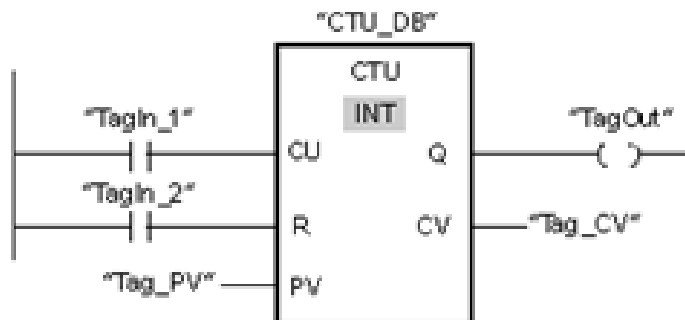 "CTU_DB"
CTU
INT
"TagIn_1"
CU
Q
"TagOut"
"TagIn_2"
R
CV
"Tag_CV"
"Tag_PV"
PV